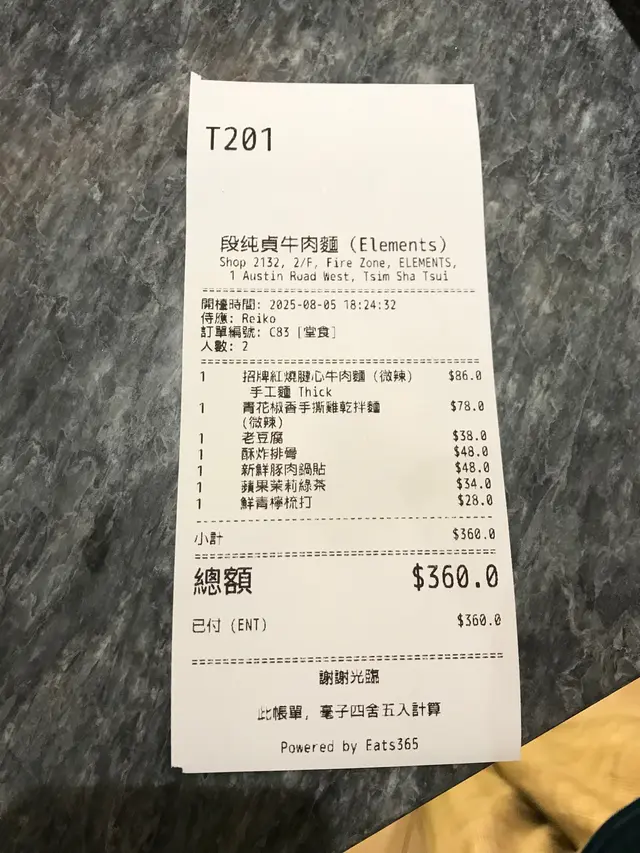 T201
段纯貞牛肉麵 (Elements)
Shop 2132, 2/F, Fire Zone, ELEMENTS,
1 Austin Road West, Tsim Sha Tsui
開檯時間: 2025-08-05 18:24:32
侍應: Reiko
訂單編號: C83 [堂食]
人數: 2
1 招牌紅燒腱心牛肉麵 (微辣) $86.0
手工麵 Thick
1 青花椒香手撕雞乾拌麵 $78.0
(微辣)
1 老豆腐 $38.0
1 酥炸排骨 $48.0
1 新鮮豚肉鍋貼 $48.0
1 蘋果茉莉綠茶 $34.0
1 鮮青檸梳打 $28.0
小計 $360.0
總額 $360.0
已付 (ENT) $360.0
謝謝光臨
此帳單, 毫子四舍五入計算
Powered by Eats365